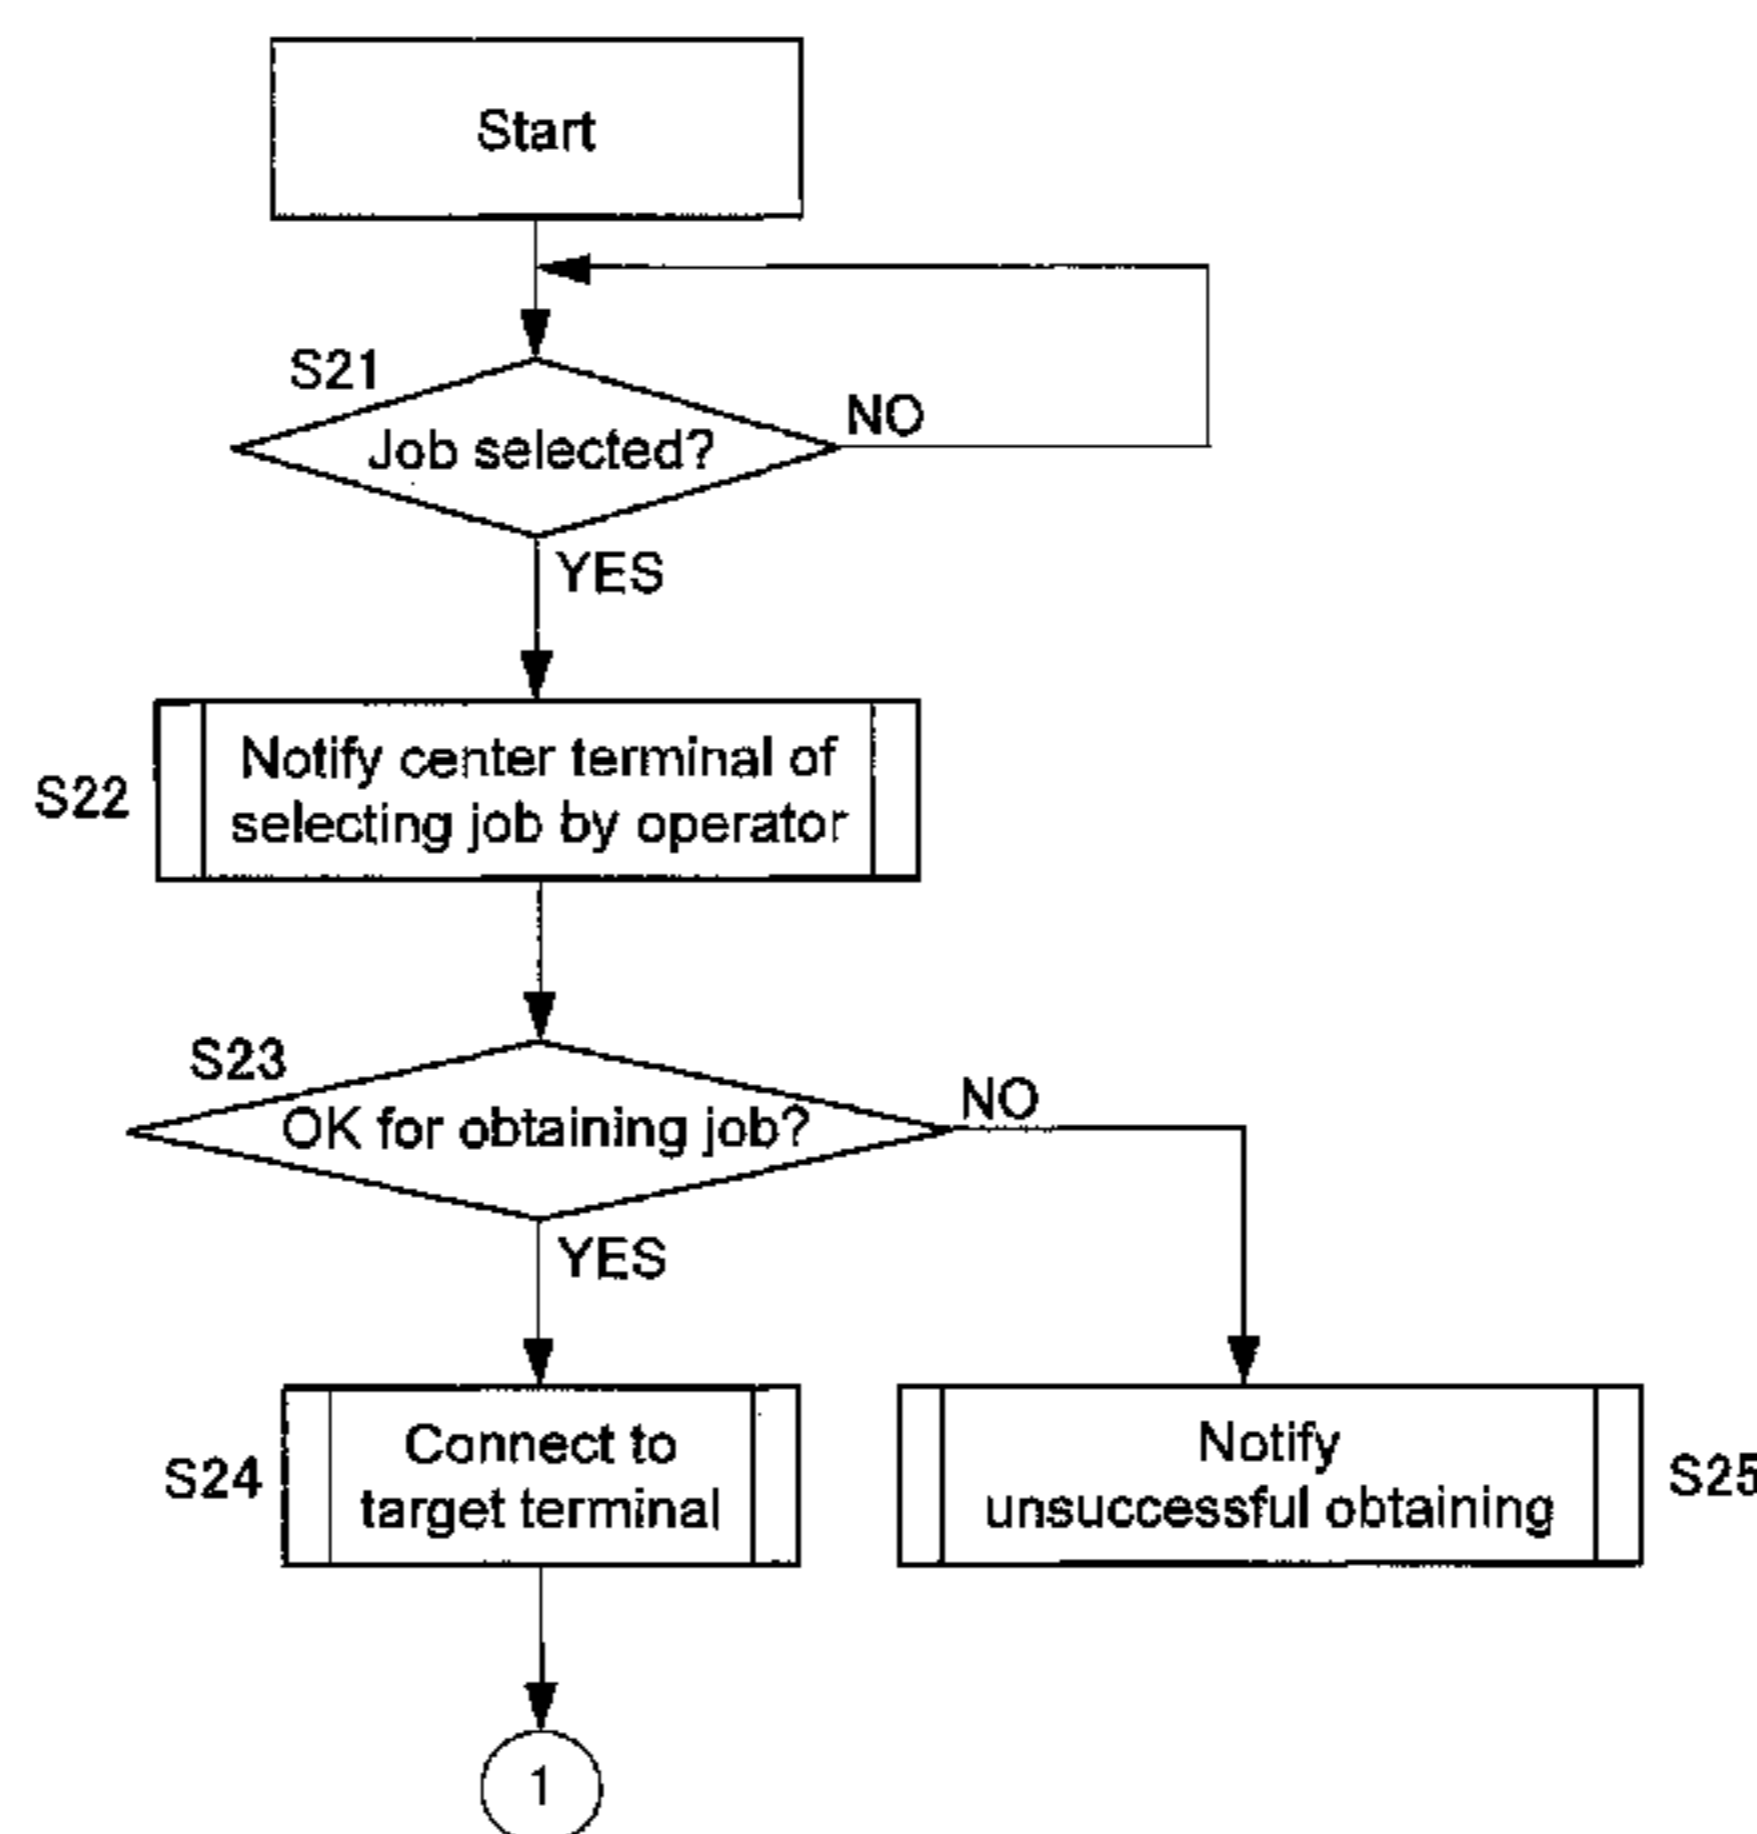 Start
S21
Job selected?
NO
YES
S22
Notify center terminal of
selecting job by operator
S23
OK for obtaining job?
NO
YES
S24
Connect to
target terminal
Notify
unsuccessful obtaining
S25
1